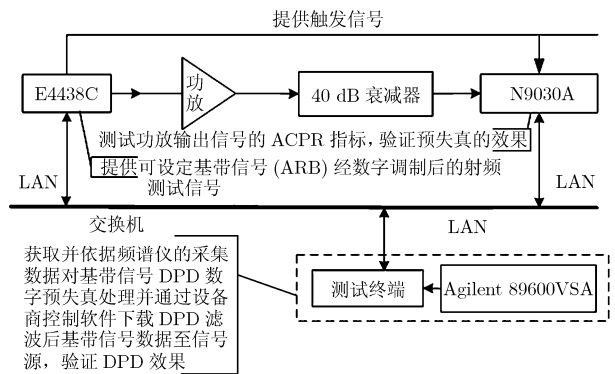 提供触发信号
E4438C
功放
40 dB 衰减器
N9030A
测试功放输出信号的 ACPR 指标，验证预失真的效果
提供可设定基带信号 (ARB) 经数字调制后的射频
测试信号
LAN
LAN
交换机
LAN
获取并依据频谱仪的采集
数据对基带信号 DPD 数
字预失真处理并通过设备
商控制软件下载 DPD 滤
波后基带信号数据至信号
源，验证 DPD 效果
测试终端
Agilent 89600VSA